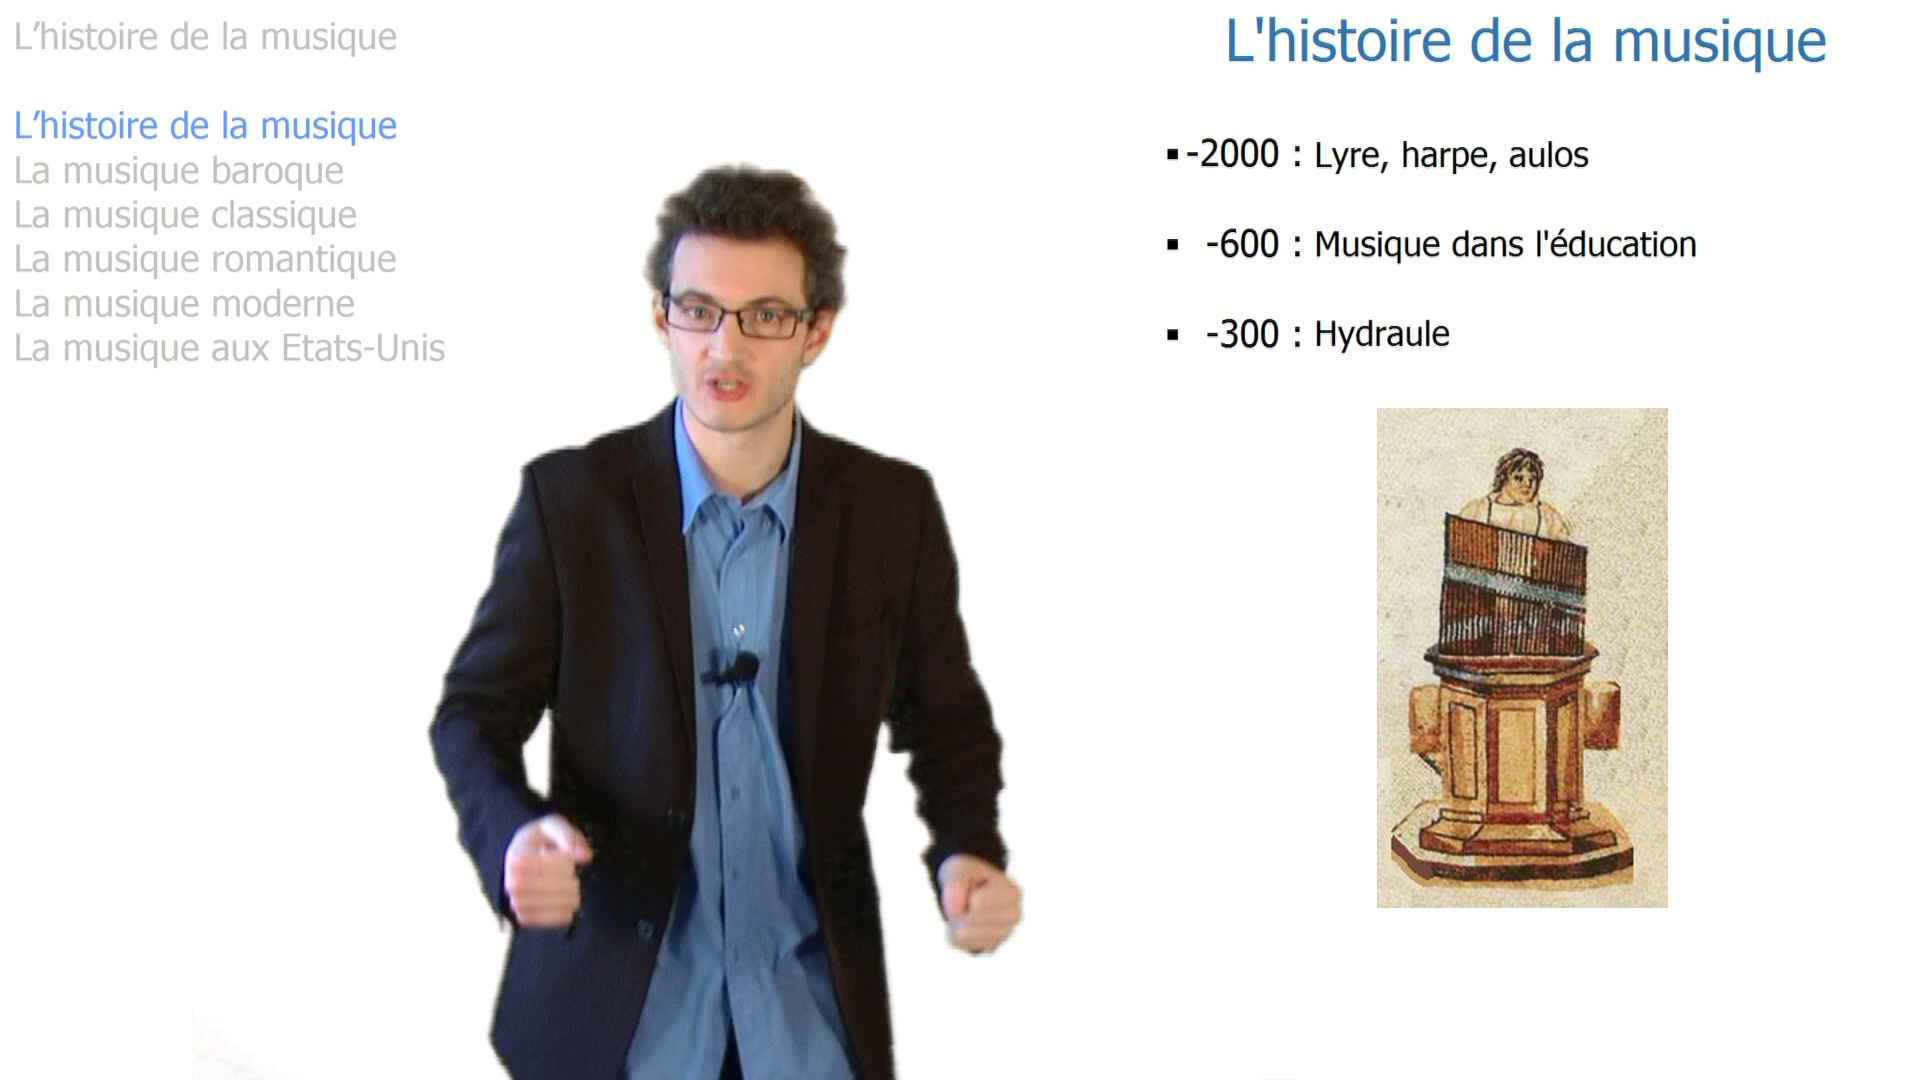 L’histoire de la musique
L’histoire de la musique
La musique baroque
La musique classique
La musique romantique
La musique moderne
La musique aux Etats-Unis
L'histoire de la musique
▪ -2000 : Lyre, harpe, aulos
▪ -600 : Musique dans l'éducation
▪ -300 : Hydraule